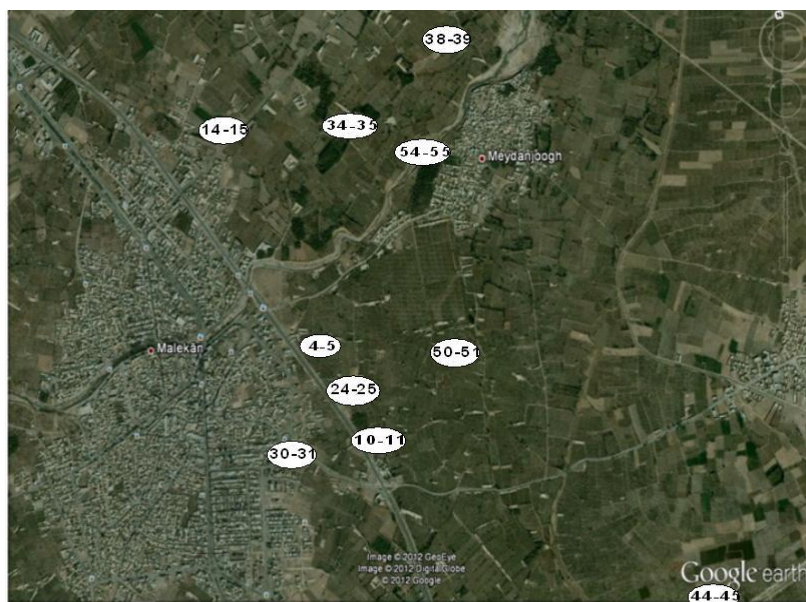 38-39
14-15
34-35
54-55
Meydanjoogh
4-5
Malekan
50-51
24-25
10-11
30-31
Image © 2012 GeoEye
Image © 2012 DigitalGlobe
© 2012 Google
Google earth
44-45